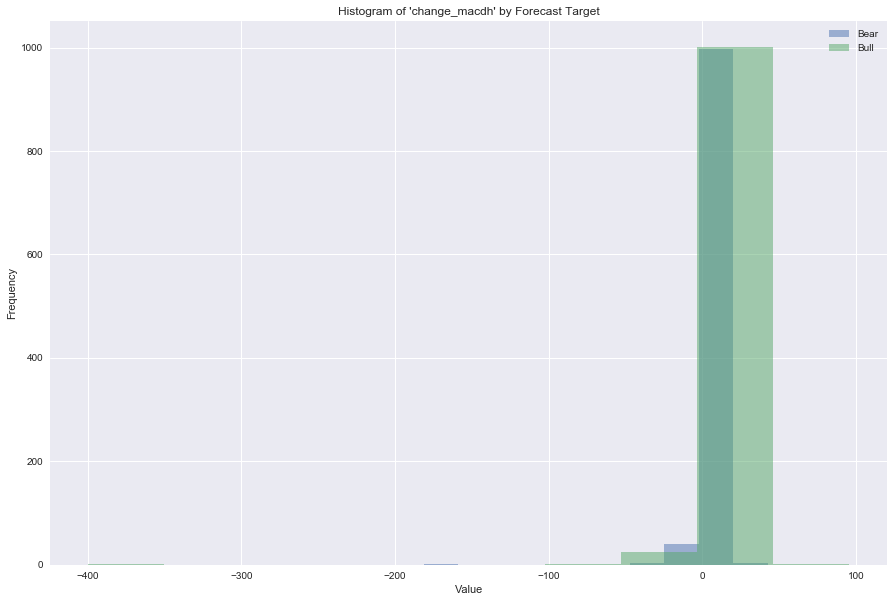 Histogram of 'change_macdh' by Forecast Target
Bear
Bull
1000
800
600
400
200
0
Frequency
−400
−300
−200
−100
0
100
Value